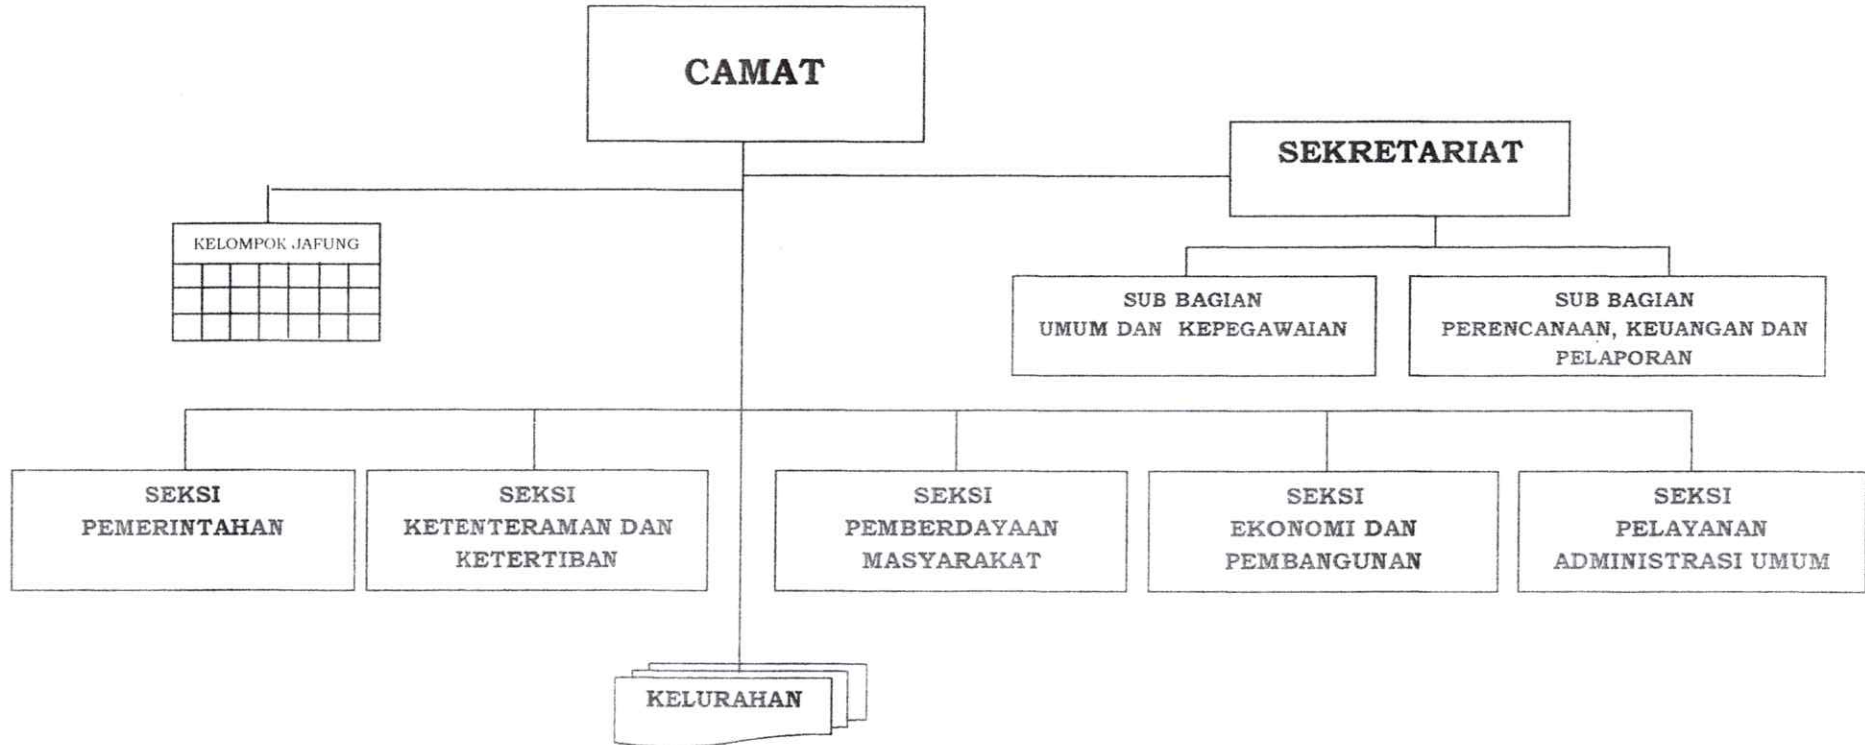 CAMAT
SEKRETARIAT
KELOMPOK JAFUNG
SUB BAGIAN
UMUM DAN KEPEGAWAIAN
SUB BAGIAN
PERENCANAAN, KEUANGAN DAN
PELAPORAN
SEKSI
PEMERINTAHAN
SEKSI
KETENTERAMAN DAN
KETERTIBAN
SEKSI
PEMBERDAYAAN
MASYARAKAT
SEKSI
EKONOMI DAN
PEMBANGUNAN
SEKSI
PELAYANAN
ADMINISTRASI UMUM
KELURAHAN